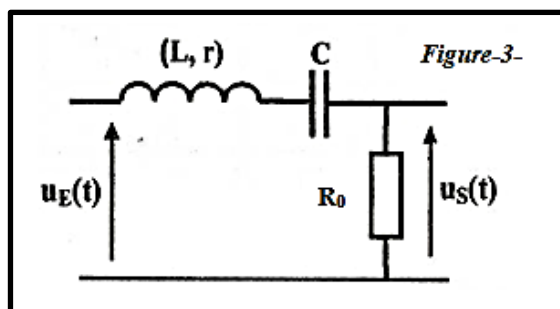 (L, r)
C
Figure-3-
uE(t)
R0
uS(t)